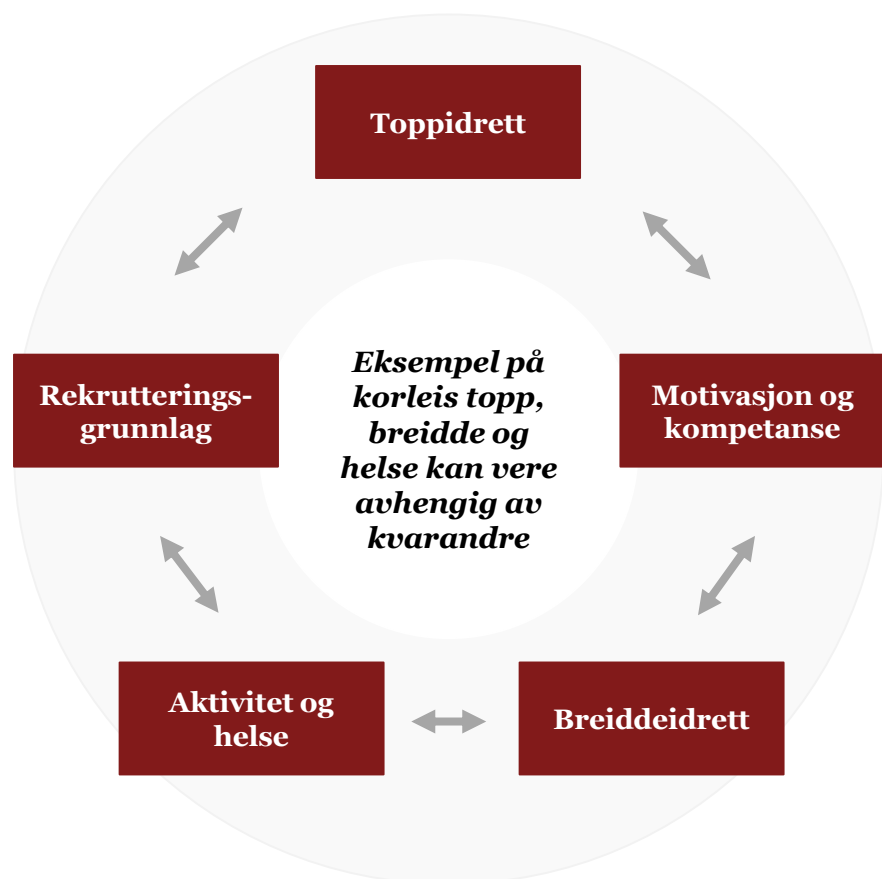 Toppidrett
Rekrutterings-
grunnlag
Eksempel på
korleis topp,
breidde og
helse kan vere
avhengig av
kvarandre
Motivasjon og
kompetanse
Aktivitet og
helse
Breiddeidrett